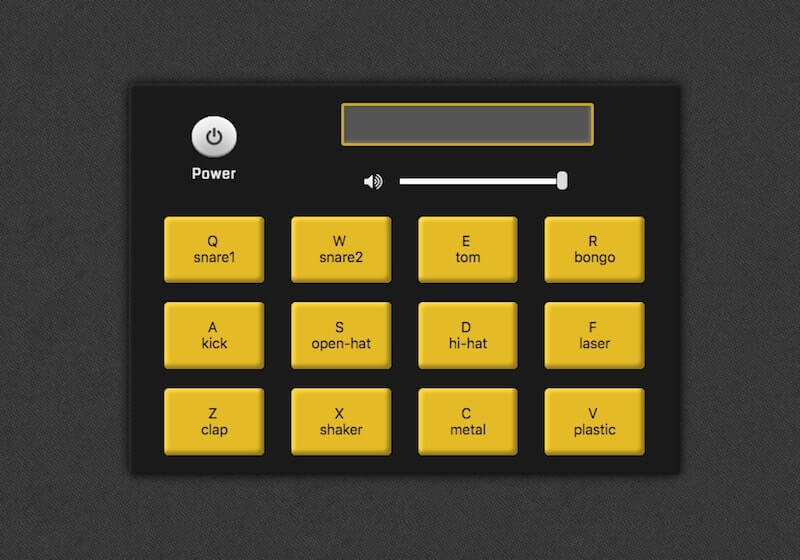 Power
Q
snare1
W
snare2
E
tom
R
bongo
A
kick
S
open-hat
D
hi-hat
F
laser
Z
clap
X
shaker
C
metal
V
plastic